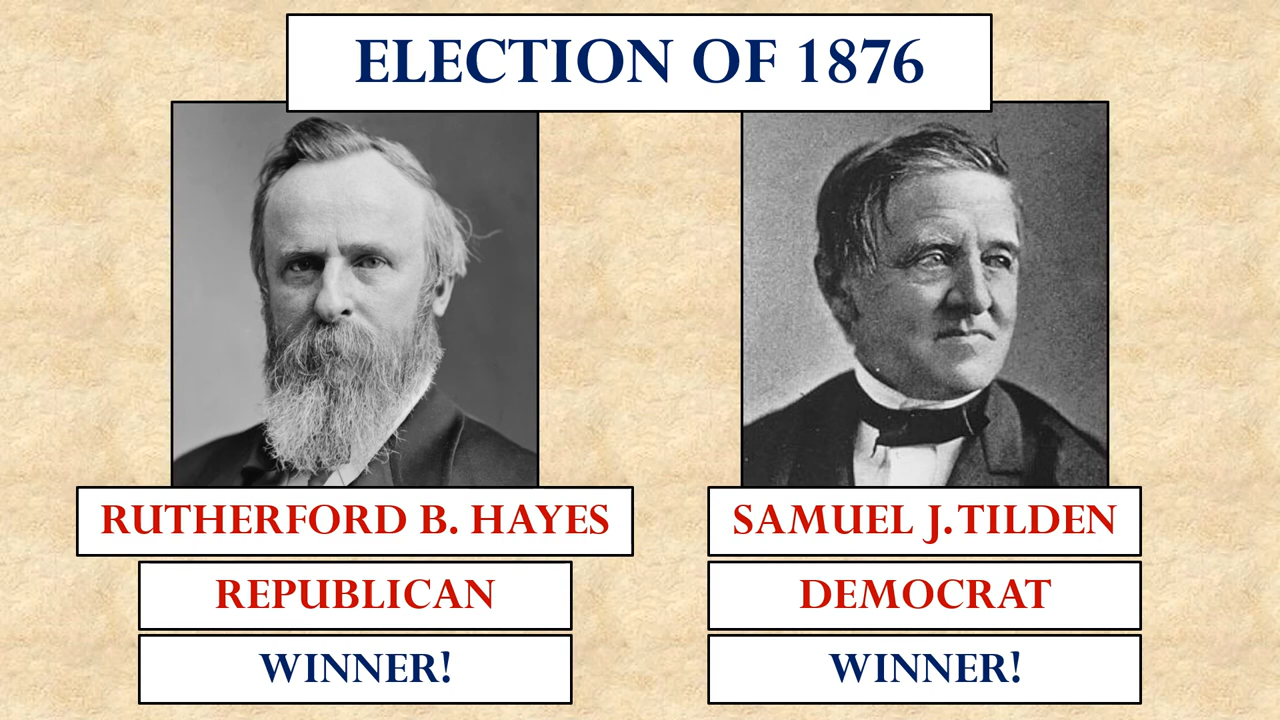 ELECTION OF 1876
RUTHERFORD B. HAYES
SAMUEL J. TILDEN
REPUBLICAN
DEMOCRAT
WINNER!
WINNER!